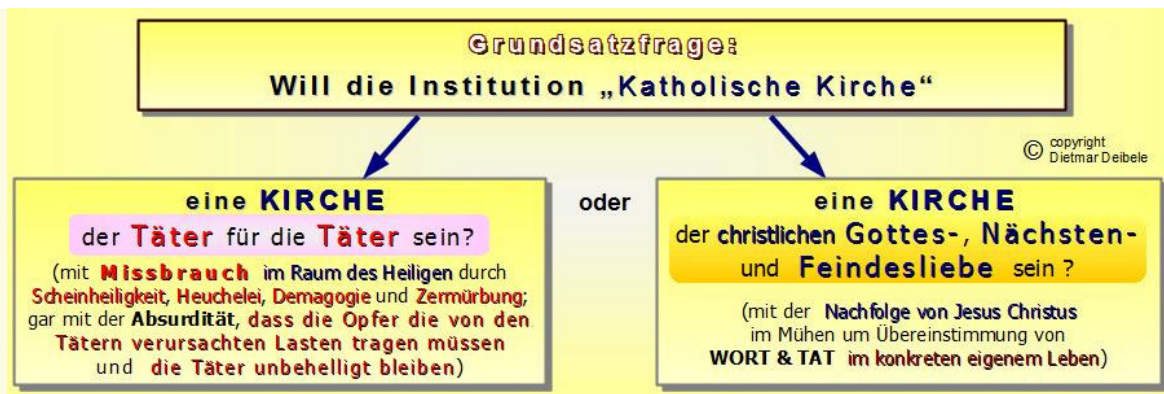 Grundsatzfrage:
Will die Institution „Katholische Kirche“
© copyright
Dietmar Deibele
eine KIRCHE
der Täter für die Täter sein?
(mit Missbrauch im Raum des Heiligen durch
Scheinheiligkeit, Heuchelei, Demagogie und Zermürbung;
gar mit der Absurdität, dass die Opfer die von den
Tätern verursachten Lasten tragen müssen
und die Täter unbehelligt bleiben)
oder
eine KIRCHE
der christlichen Gottes-, Nächsten-
und Feindesliebe sein ?
(mit der Nachfolge von Jesus Christus
im Mühen um Übereinstimmung von
WORT & TAT im konkreten eigenem Leben)